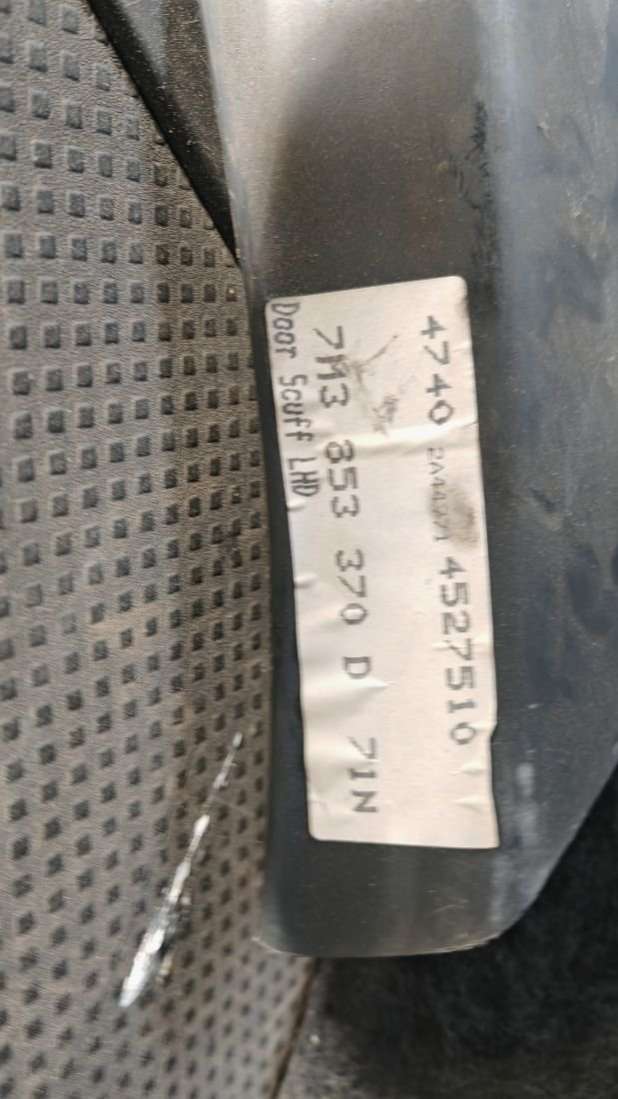 4740 4527510
7M3 853 370 D 71N
Door Scuff LHD